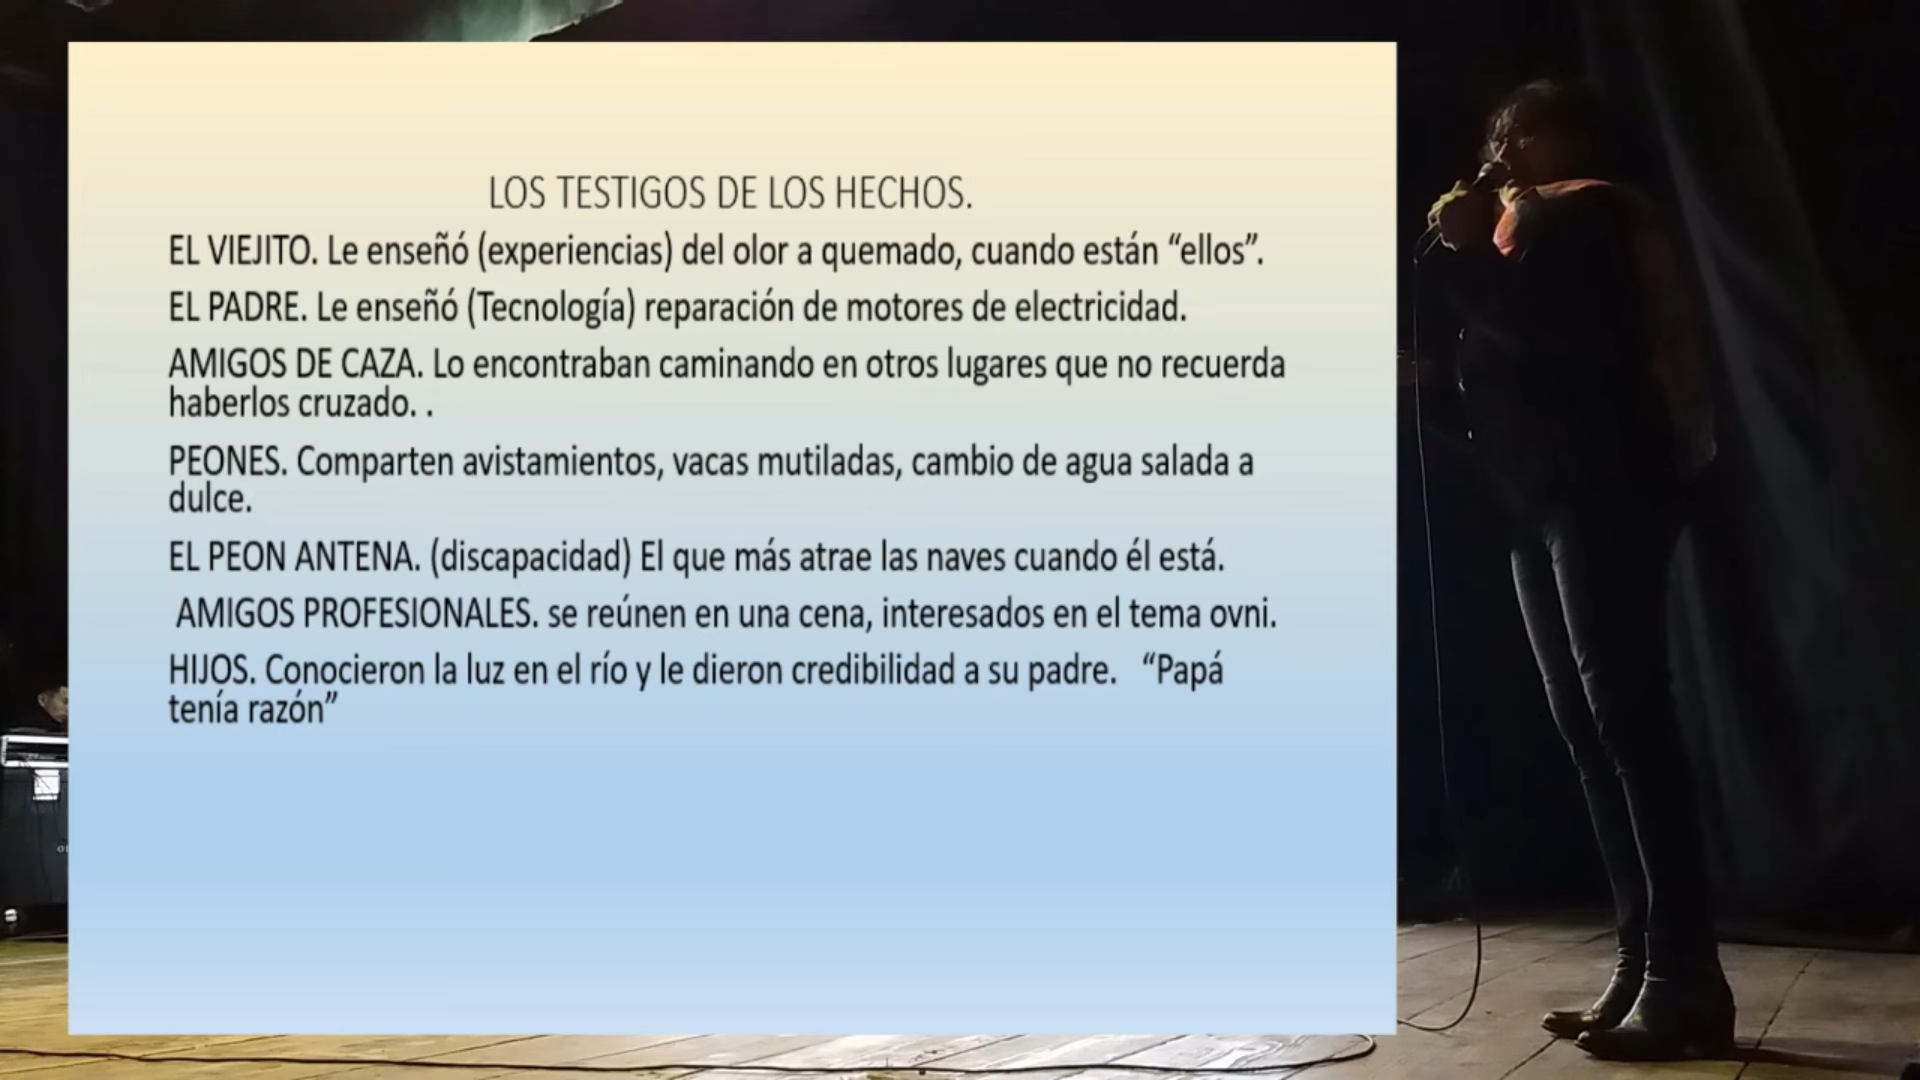 LOS TESTIGOS DE LOS HECHOS.
EL VIEJITO. Le enseñó (experiencias) del olor a quemado, cuando están “ellos”.
EL PADRE. Le enseñó (Tecnología) reparación de motores de electricidad.
AMIGOS DE CAZA. Lo encontraban caminando en otros lugares que no recuerda
haberlos cruzado. .
PEONES. Comparten avistamientos, vacas mutiladas, cambio de agua salada a
dulce.
EL PEON ANTENA. (discapacidad) El que más atrae las naves cuando él está.
AMIGOS PROFESIONALES. se reúnen en una cena, interesados en el tema ovni.
HIJOS. Conocieron la luz en el río y le dieron credibilidad a su padre. “Papá
tenía razón”